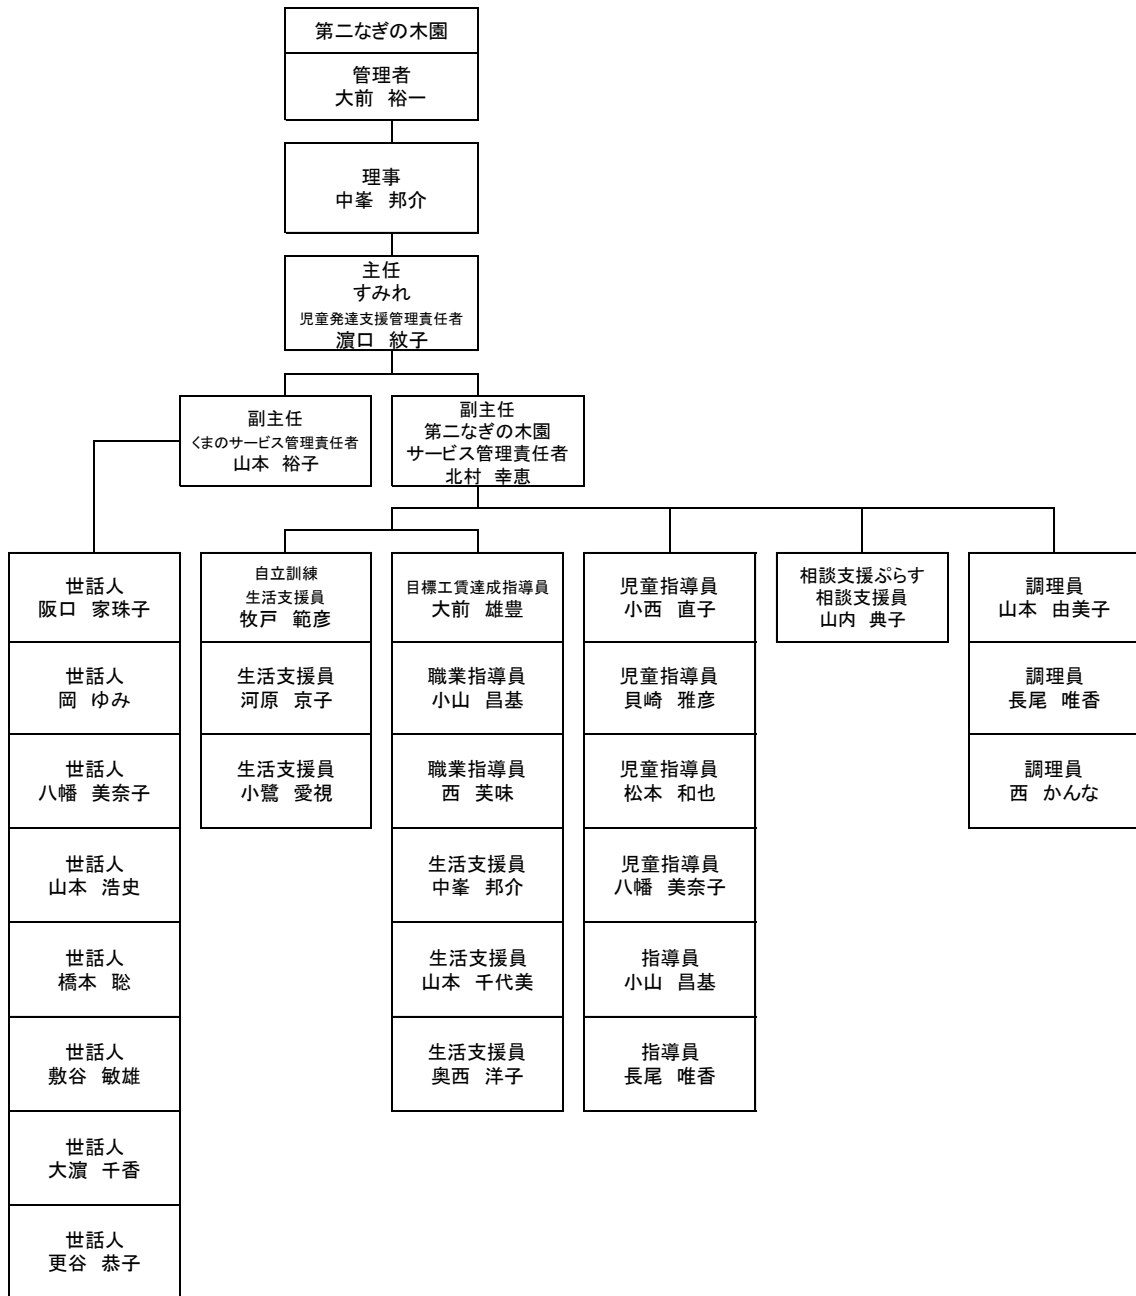 第二なぎの木園
管理者
大前　裕一
理事
中峯　邦介
主任
すみれ
児童発達支援管理責任者
濵口　紋子
副主任
くまのサービス管理責任者
山本　裕子
副主任
第二なぎの木園
サービス管理責任者
北村　幸恵
世話人
阪口　家珠子
世話人
岡　ゆみ
世話人
八幡　美奈子
世話人
山本　浩史
世話人
橋本　聡
世話人
敷谷　敏雄
世話人
大濵　千香
世話人
更谷　恭子
自立訓練
生活支援員
牧戸　範彦
生活支援員
河原　京子
生活支援員
小鷺　愛視
目標工賃達成指導員
大前　雄豊
職業指導員
小山　昌基
職業指導員
西　芙味
生活支援員
中峯　邦介
生活支援員
山本　千代美
生活支援員
奥西　洋子
児童指導員
小西　直子
児童指導員
貝崎　雅彦
児童指導員
松本　和也
児童指導員
八幡　美奈子
指導員
小山　昌基
指導員
長尾　唯香
相談支援ぷらす
相談支援員
山内　典子
調理員
山本　由美子
調理員
長尾　唯香
調理員
西　かんな